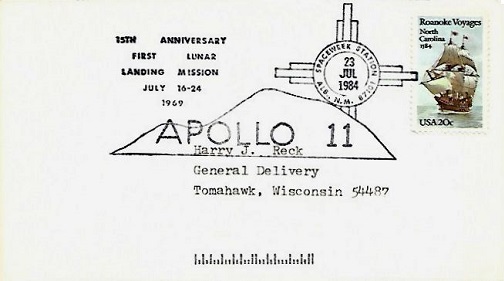 15TH ANNIVERSARY
FIRST LUNAR
LANDING MISSION
JULY 16-24
1969
SPACEWEEK STATION
23
JUL
1984
ALB. N.M. 87101
Roanoke Voyages
North
Carolina
1584
USA 20c
APOLLO 11
Harry J. Reck
General Delivery
Tomahawk, Wisconsin 54487